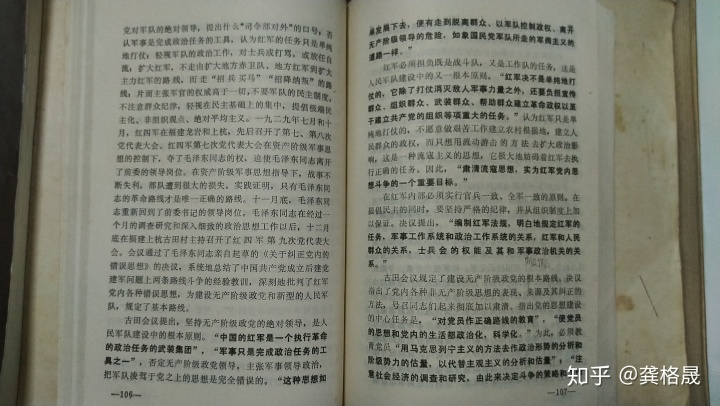 党对军队的绝对领导，提出什么“司令部对外”的口号；否
认军事是完成政治任务的工具，认为红军的任务只是单纯
地打仗；轻视军队的政治工作，对士兵或打骂，或放任自
流；扩大红军，不走由扩大地方赤卫队、地方红军到扩大
主力红军的路线，而走“招兵买马”“招降纳叛”的路
线，并而主张军官的权威高于一切，不要军队的民主制度，
不注意群众纪律，轻视在民主基础上的集中，提倡极端民
主化、非组织观点、绝对平均主义。一九二九年七月和十
月，红四军在福建龙岩和上杭，先后召开了第七、第八次
党代表大会。红四军第七次党代表大会在资产阶级军事思
想的控制下，夺了毛泽东同志的权，迫使毛泽东同志离开
了前委的领导岗位。在资产阶级军事思想指导下，战事不
断失利，部队遭到很大的损失。实践证明，只有毛泽东同
志的革命路线才是唯一正确的。十一月底，毛泽东同
志重新回到了前委书记的领导岗位，毛泽东同志在经过一
个月的调查研究和深入细致的政治思想工作以后，十二月
底在福建上杭古田村主持召开了红四军第九次党代表大
会。会议通过了毛泽东同志亲自起草的《关于纠正党内的
错误思想》的决议，系统地总结了中国共产党成立后建党
建军问题上两条路线斗争的经验教训，深刻地批判了红军
党内各种错误思想，为建设无产阶级政党和新型的人民军
队，规定了基本路线。
古田会议提出，坚持无产阶级政党的绝对领导，是人
民军队建设中的根本原则。“中国的红军是一个执行革命
的政治任务的武装集团”，“军事只是完成政治任务的工
具之一”，否定无产阶级政党领导，主张军事领导政治，
把军队凌驾于党之上的思想是完全错误的。“这种思想如
—106—
果发展下去，便有走到脱离群众、以军队控制政权、离开
无产阶级领导的危险，如象国民党军队所走的军阀主义的
道路一样。”
红军必须担负既是战斗队，又是工作队的任务，这是
人民军队建设中的又一根本原则。“红军决不是单纯地打
仗的，它除了打仗消灭敌人军事力量之外，还要负担宣传
群众、组织群众、武装群众、帮助群众建立革命政权以至
于建立共产党的组织等项重大的任务”。认为红军只是单
纯地打仗的，不愿意做艰苦工作建立农村根据地，建立人
民群众的政权，而只想用流动游击的方法去扩大政治影
响，这是一种流寇主义的思想，它极大地妨碍着红军去执
行正确的任务。因此，“肃清流寇思想，实为红军党内思
想斗争的一个重要目标。”
在红军内部必须实行官兵一致、全军一致的原则。在
提倡民主的同时，要坚持严格的纪律，并从组织制度上加
以保证。决议提出，“编制红军法规，明白地规定红军的
任务，军事工作系统和政治工作系统的关系，红军和人民
群众的关系，士兵会的权能及其和军事政治机关的关
系。”
古田会议规定了建设无产阶级政党的根本路线。决议
指出了党内各种非无产阶级思想的表现、来源及其纠正的
方法，号召同志们起来彻底加以肃清。指出党的思想建设
的中心任务是，“对党员作正确路线的教育”，“使党员
的思想和党内的生活都政治化，科学化。”为此，必须教
育党员“用马克思列宁主义的方法去作政治形势的分析和
阶级势力的估量，以代替主观主义的分析和估量”；“注
意社会经济的调查和研究，由此来决定斗争的策略和
—107—
知乎 @龚格晟